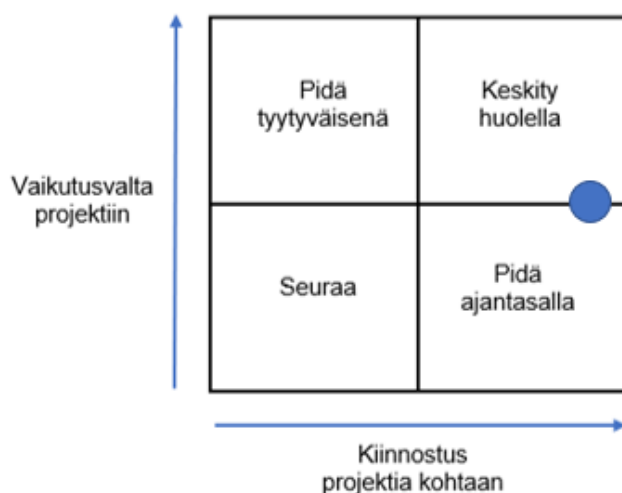 Pidä
tyytyväisenä
Keskity
huolella
Vaikutusvalta
projektiin
Seuraa
Pidä
ajantasalla
Kiinnostus
projektia kohtaan